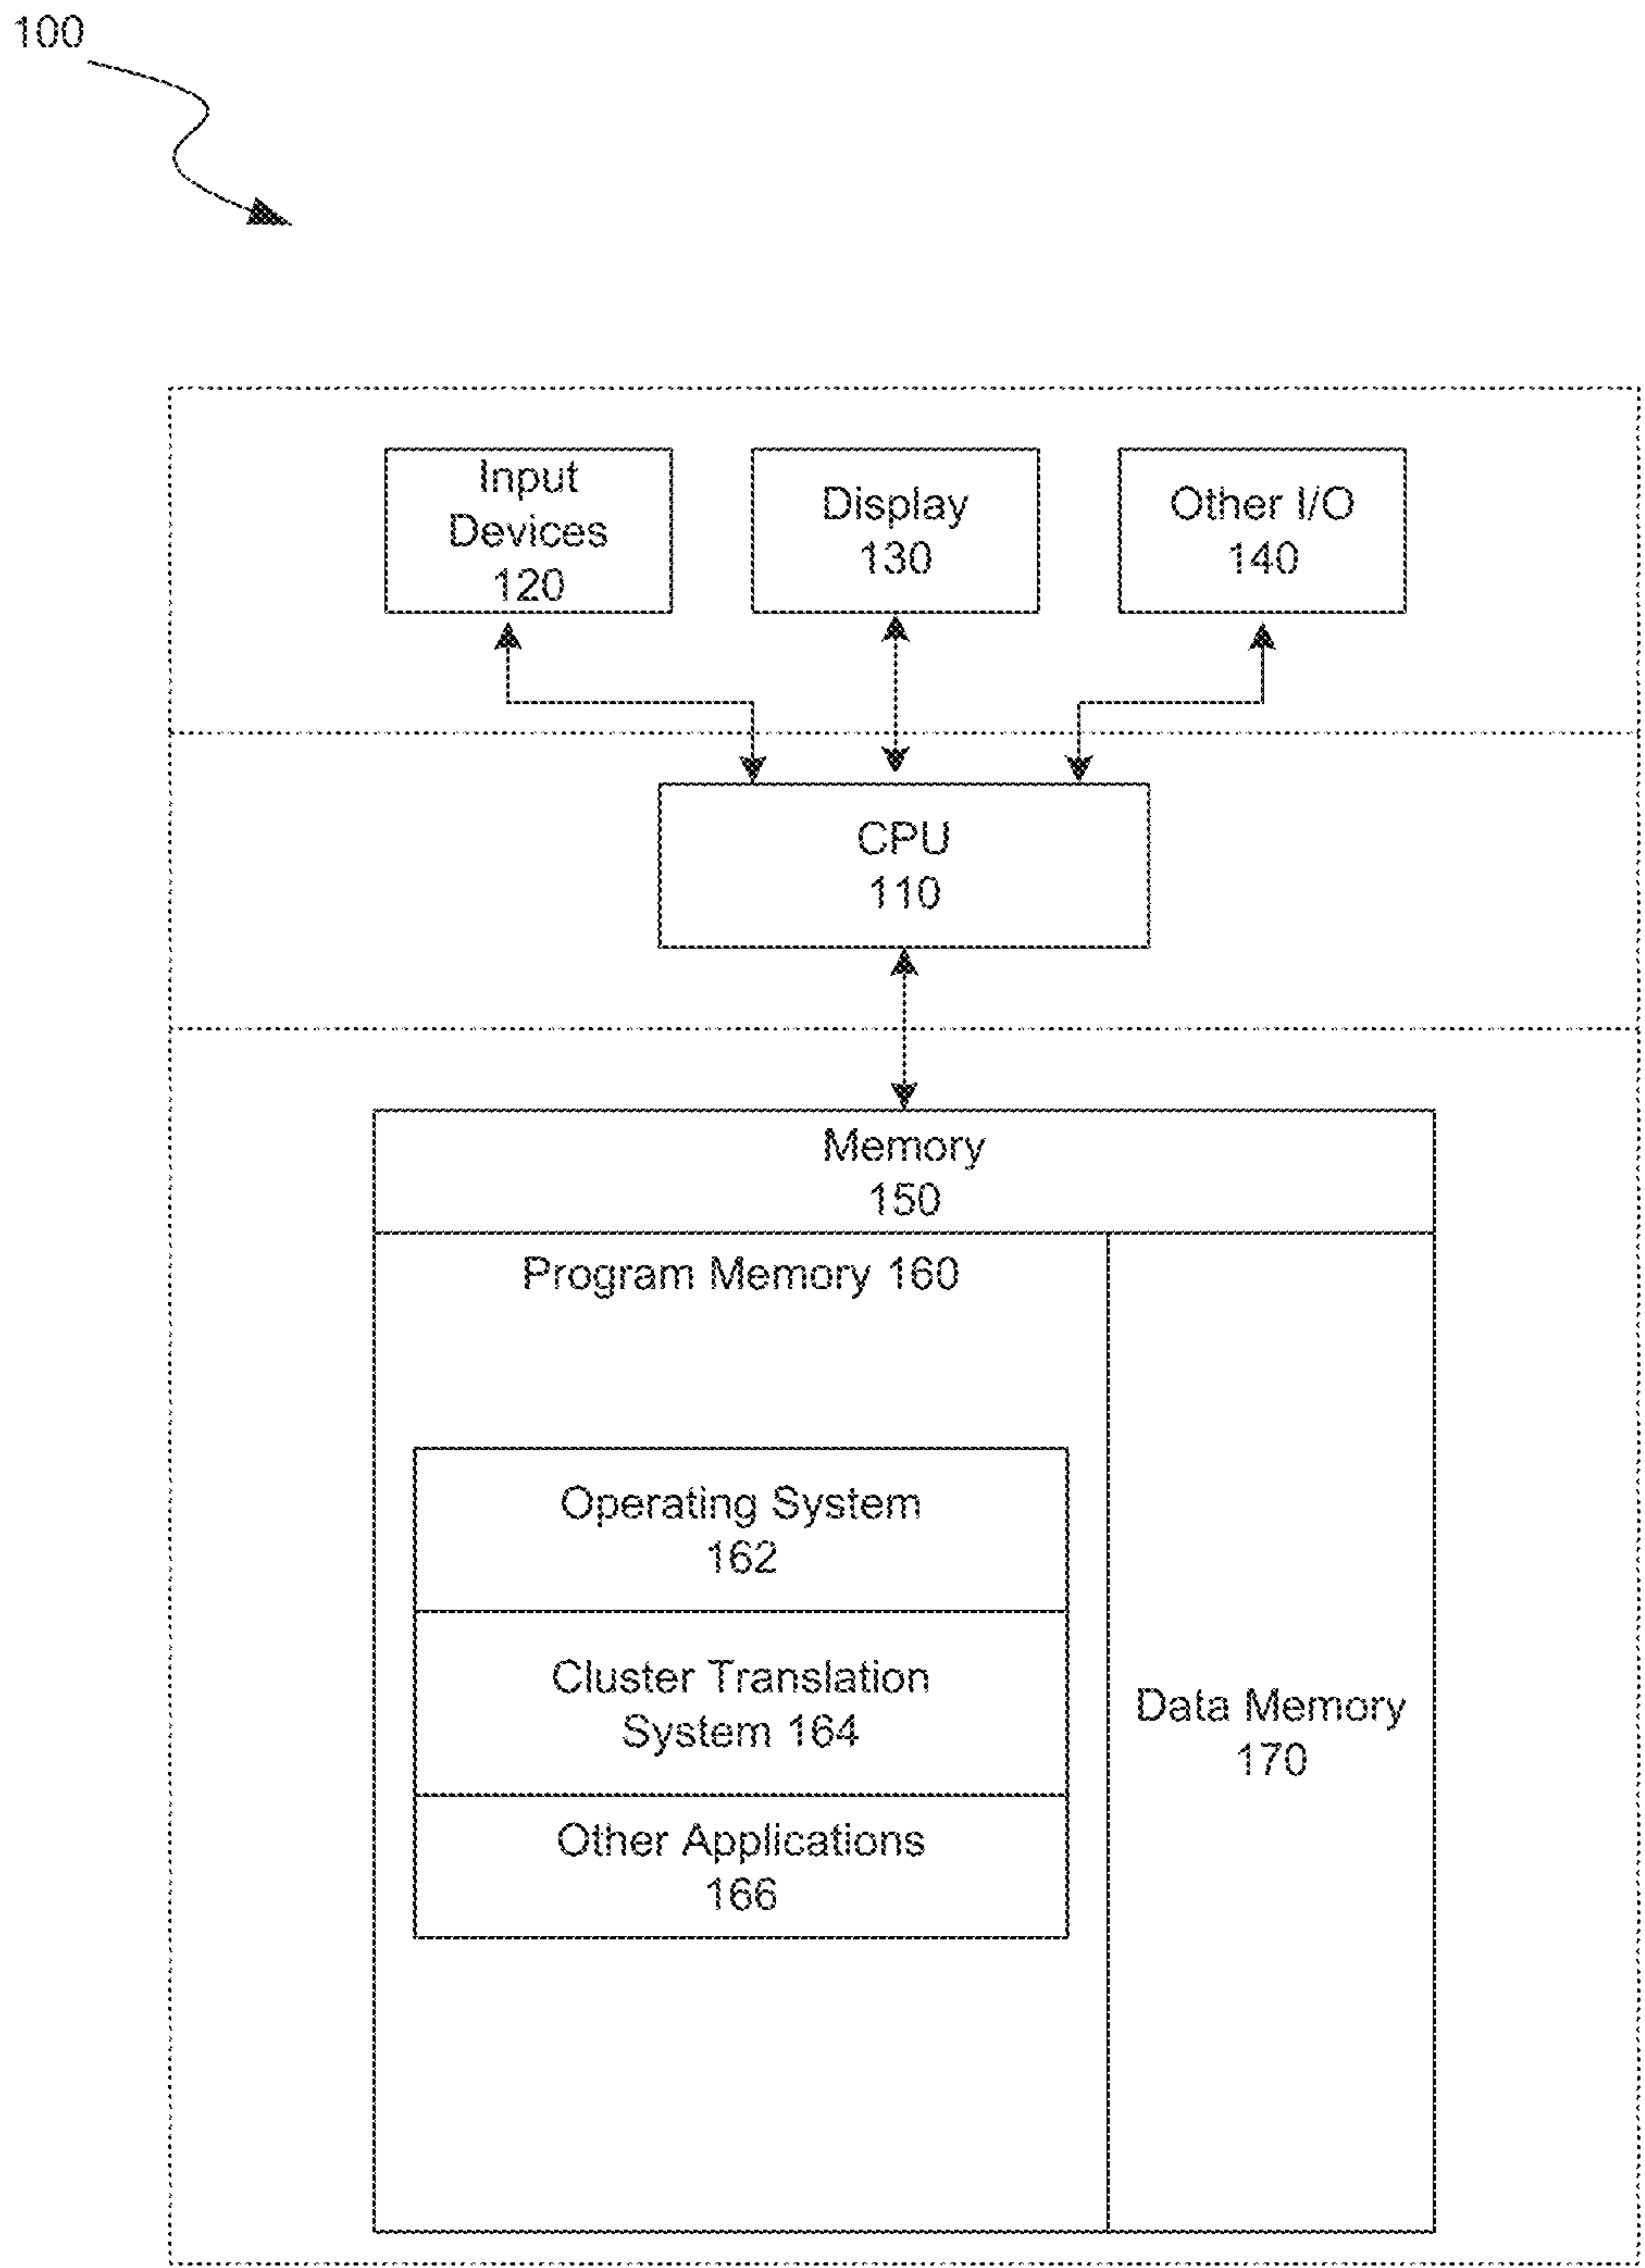 100
Input
Devices
120
Display
130
Other I/O
140
CPU
110
Memory
150
Program Memory 160
Operating System
162
Cluster Translation
System 164
Other Applications
166
Data Memory
170